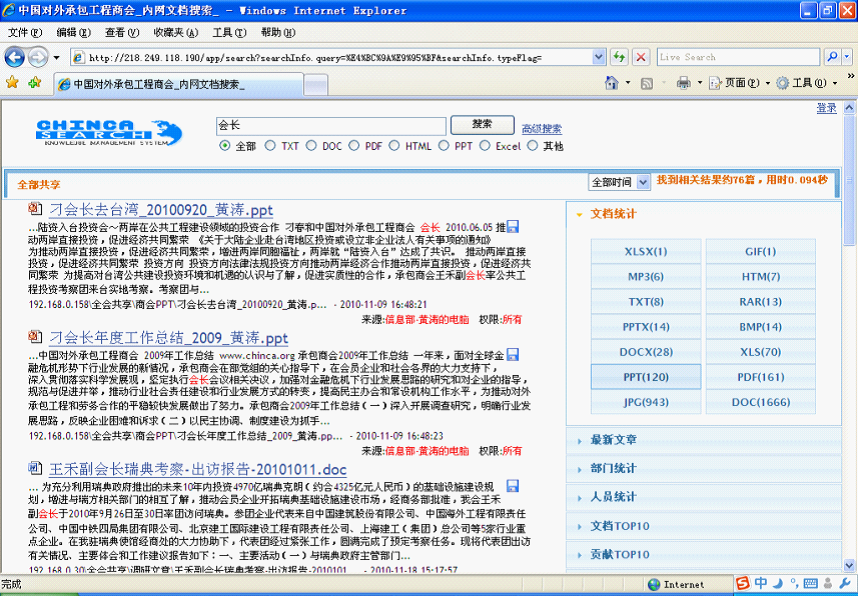 中国对外承包工程商会_内网文档搜索_ - Windows Internet Explorer
文件(F) 编辑(E) 查看(V) 收藏夹(A) 工具(T) 帮助(H)
http://218.249.118.190/app/search?searchInfo.query=%E4%BC%9A%E9%95%BF&searchInfo.typeFlag=
Live Search
中国对外承包工程商会_内网文档搜索_
页面(P) 工具(O)
登录
CHINCA
SEARCH
KNOWLEDGE MANAGEMENT SYSTEM
会长 搜索 高级搜索
全部 TXT DOC PDF HTML PPT Excel 其他
全部共享
全部时间 找到相关结果约76篇，用时0.094秒
刁会长去台湾_20100920_黄涛.ppt
...陆资入台投资会～两岸在公共工程建设领域的投资合作 刁春和中国对外承包工程商会 会长 2010.06.05 推
动两岸直接投资，促进经济共同繁荣 《关于大陆企业赴台湾地区投资或设立非企业法人有关事项的通知》
为推动两岸直接投资，促进经济共同繁荣，增进两岸同胞福祉，两岸就“陆资入台”达成了共识。 推动两岸直接
投资，促进经济共同繁荣 投资方向 投资方向法律法规投资方向推动两岸经济合作推动两岸直接投资，促进经济共
同繁荣 为提高对台湾公共建设投资环境和机遇的认识与了解，促进实质性的合作，承包商会王禾副会长率公共工
程投资考察团来台实地考察。考察团与...
192.168.0.158\全会共享\商会PPT\刁会长去台湾_20100920_黄涛.p... - 2010-11-09 16:48:21
来源:信息部-黄涛的电脑 权限:所有
刁会长年度工作总结_2009_黄涛.ppt
...中国对外承包工程商会 2009年工作总结 www.chinca.org 承包商会2009年工作总结 一年来，面对全球金
融危机形势下行业发展的新情况，承包商会在部党组的关心指导下，在会员企业和社会各界的大力支持下，
深入贯彻落实科学发展观，坚定执行会长会议相关决议，加强对金融危机下行业发展思路的研究和对企业的指导，
规范与促进并举，推动行业社会责任建设和行业发展方式的转变，提高民主办会和常设机构工作水平，为推动对外
承包工程和劳务合作的平稳较快发展做出了努力。承包商会2009年工作总结（一）深入开展调查研究，明确行业发
展思路，反映企业困难和诉求（二）以民主协调、制度建设为抓手...
192.168.0.158\全会共享\商会PPT\刁会长年度工作总结_2009_黄涛.pp... - 2010-11-09 16:48:23
来源:信息部-黄涛的电脑 权限:所有
王禾副会长瑞典考察-出访报告-20101011.doc
... 为充分利用瑞典政府推出的未来10年内投资4970亿瑞典克朗（约合4325亿元人民币）的基础设施建设规
划，增进与瑞方相关部门的相互了解，推动会员企业开拓瑞典基础设施建设市场，经商务部批准，我会王禾
副会长于2010年9月26日至30日率团访问瑞典。参团企业代表来自中国建筑股份有限公司、中国海外工程有限责任
公司、中国中铁四局集团有限公司、北京建工国际建设工程有限责任公司、上海建工（集团）总公司等5家行业重
点企业。在我驻瑞典使馆经商处的大力协助下，代表团经过紧张工作，圆满完成了预定考察任务。现将代表团出访
有关情况、主要体会和工作建议报告如下：一、主要活动（一）与瑞典政府主管部门...
192.168.0.30\全会共享\调研文章\王禾副会长瑞典考察-出访报告-2010101... - 2010-11-18 15:17:57
文档统计
XLSX(1) GIF(1)
MP3(6) HTM(7)
TXT(8) RAR(13)
PPTX(14) BMP(14)
DOCX(28) XLS(70)
PPT(120) PDF(161)
JPG(943) DOC(1666)
最新文章
部门统计
人员统计
文档TOP10
贡献TOP10
完成 Internet 中